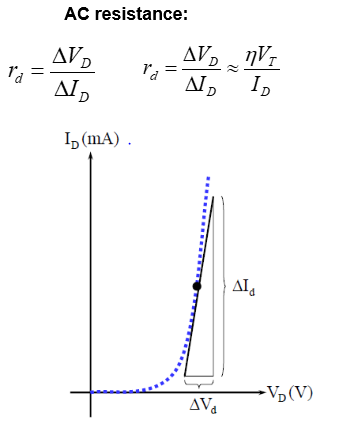 AC resistance:
r_d = ΔV_D / ΔI_D    r_d = ΔV_D / ΔI_D ≈ ηV_T / I_D
I_D (mA) .
ΔI_d
V_D (V)
ΔV_d